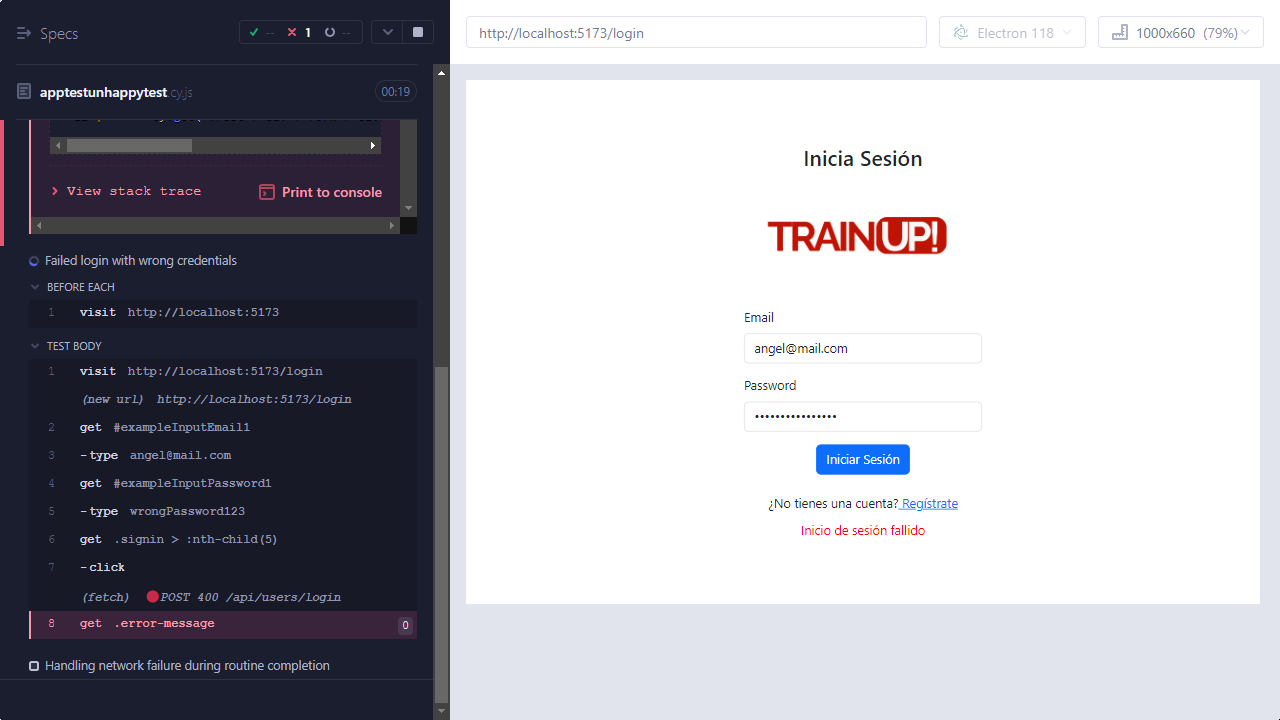 Specs
-- 1 --
apptestunhappytest.cy.js
00:19
View stack trace
Print to console
Failed login with wrong credentials
BEFORE EACH
1 visit http://localhost:5173
TEST BODY
1 visit http://localhost:5173/login
(new url) http://localhost:5173/login
2 get #exampleInputEmail1
3 -type angel@mail.com
4 get #exampleInputPassword1
5 -type wrongPassword123
6 get .signin > :nth-child(5)
7 -click
(fetch) POST 400 /api/users/login
8 get .error-message 0
Handling network failure during routine completion
http://localhost:5173/login
Electron 118
1000x660 (79%)
Inicia Sesión
TRAINUP!
Email
angel@mail.com
Password
••••••••••••••••
Iniciar Sesión
¿No tienes una cuenta? Regístrate
Inicio de sesión fallido